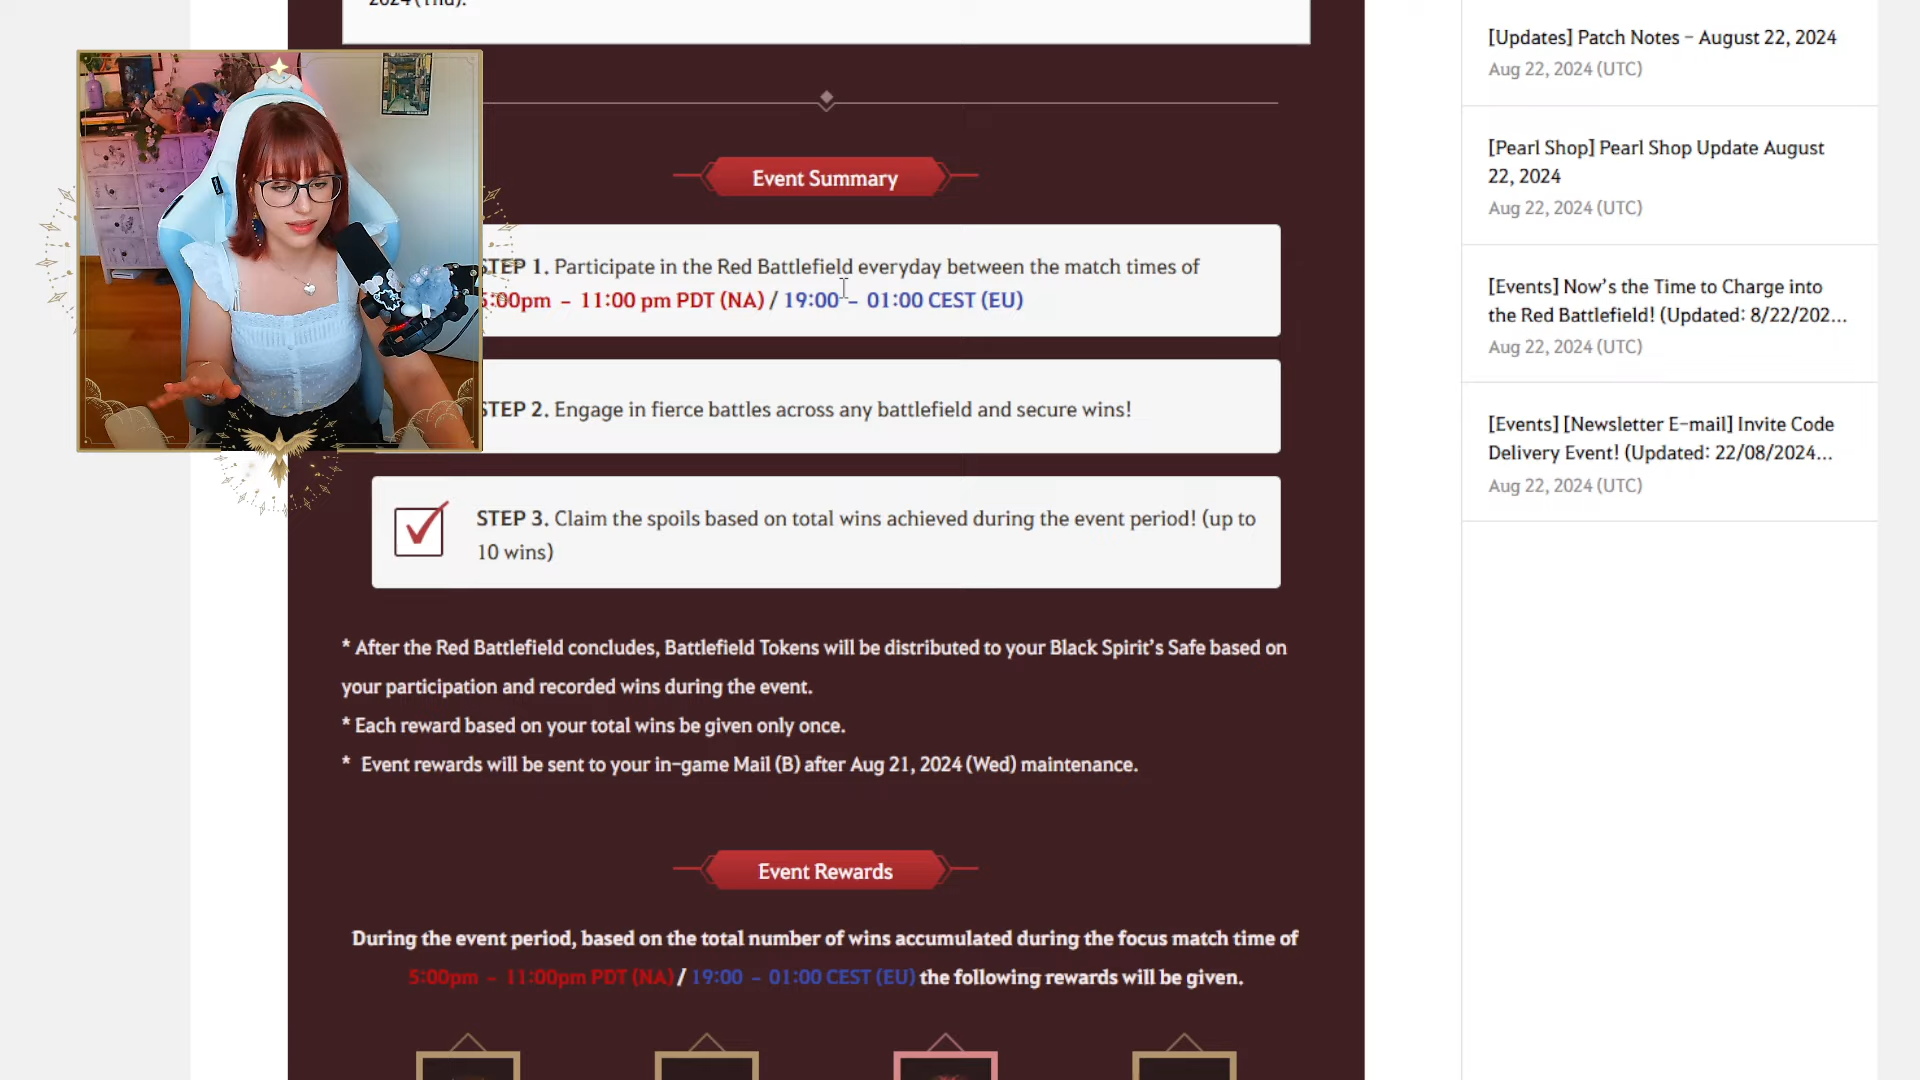 2024 (Thu).
Event Summary
STEP 1. Participate in the Red Battlefield everyday between the match times of
5:00pm - 11:00 pm PDT (NA) / 19:00 - 01:00 CEST (EU)
STEP 2. Engage in fierce battles across any battlefield and secure wins!
STEP 3. Claim the spoils based on total wins achieved during the event period! (up to
10 wins)
* After the Red Battlefield concludes, Battlefield Tokens will be distributed to your Black Spirit's Safe based on
your participation and recorded wins during the event.
* Each reward based on your total wins be given only once.
* Event rewards will be sent to your in-game Mail (B) after Aug 21, 2024 (Wed) maintenance.
Event Rewards
During the event period, based on the total number of wins accumulated during the focus match time of
5:00pm - 11:00pm PDT (NA) / 19:00 - 01:00 CEST (EU) the following rewards will be given.
[Updates] Patch Notes - August 22, 2024
Aug 22, 2024 (UTC)
[Pearl Shop] Pearl Shop Update August
22, 2024
Aug 22, 2024 (UTC)
[Events] Now's the Time to Charge into
the Red Battlefield! (Updated: 8/22/202...
Aug 22, 2024 (UTC)
[Events] [Newsletter E-mail] Invite Code
Delivery Event! (Updated: 22/08/2024...
Aug 22, 2024 (UTC)